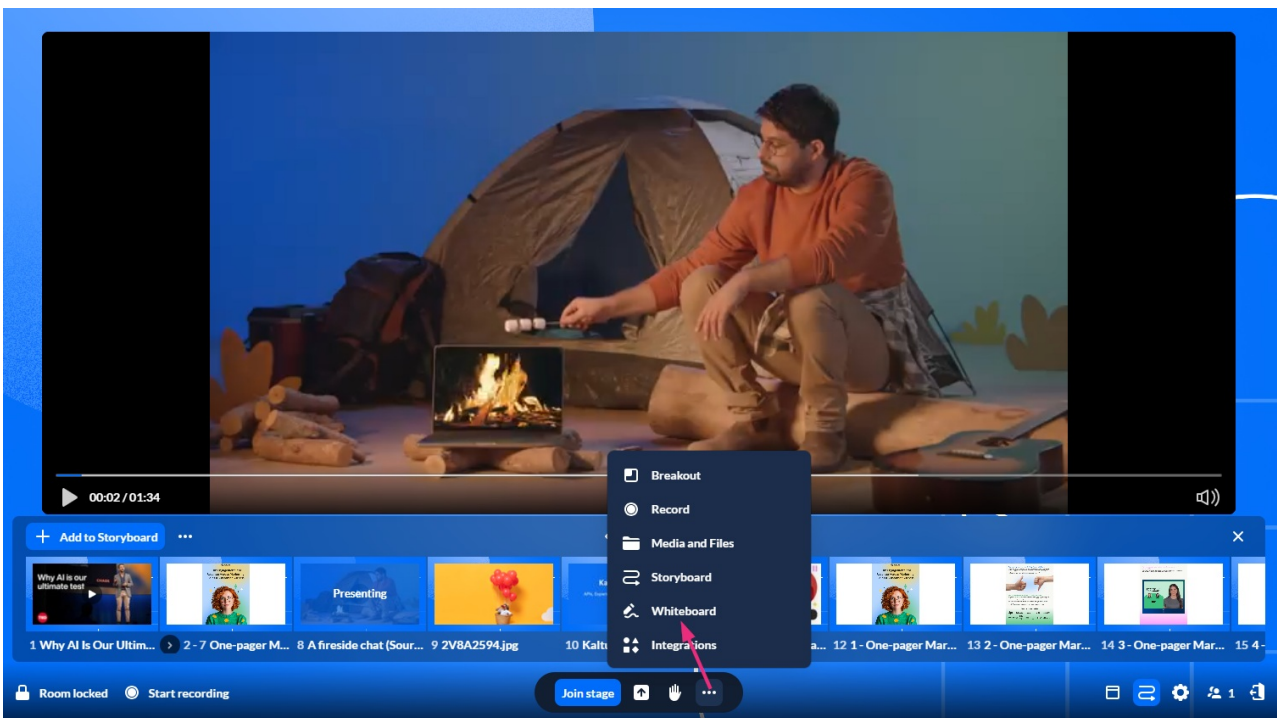 00:02 / 01:34
Breakout
Record
Media and Files
Storyboard
Whiteboard
Integrations
Add to Storyboard
Why AI is our
ultimate test
Presenting
1 Why AI Is Our Ultim...
2 - 7 One-pager M...
8 A fireside chat (Sour...
9 2V8A2594.jpg
10 Kaltu
12 1 - One-pager Mar...
13 2 - One-pager Mar...
14 3 - One-pager Mar...
15 4 -
Room locked
Start recording
Join stage
1